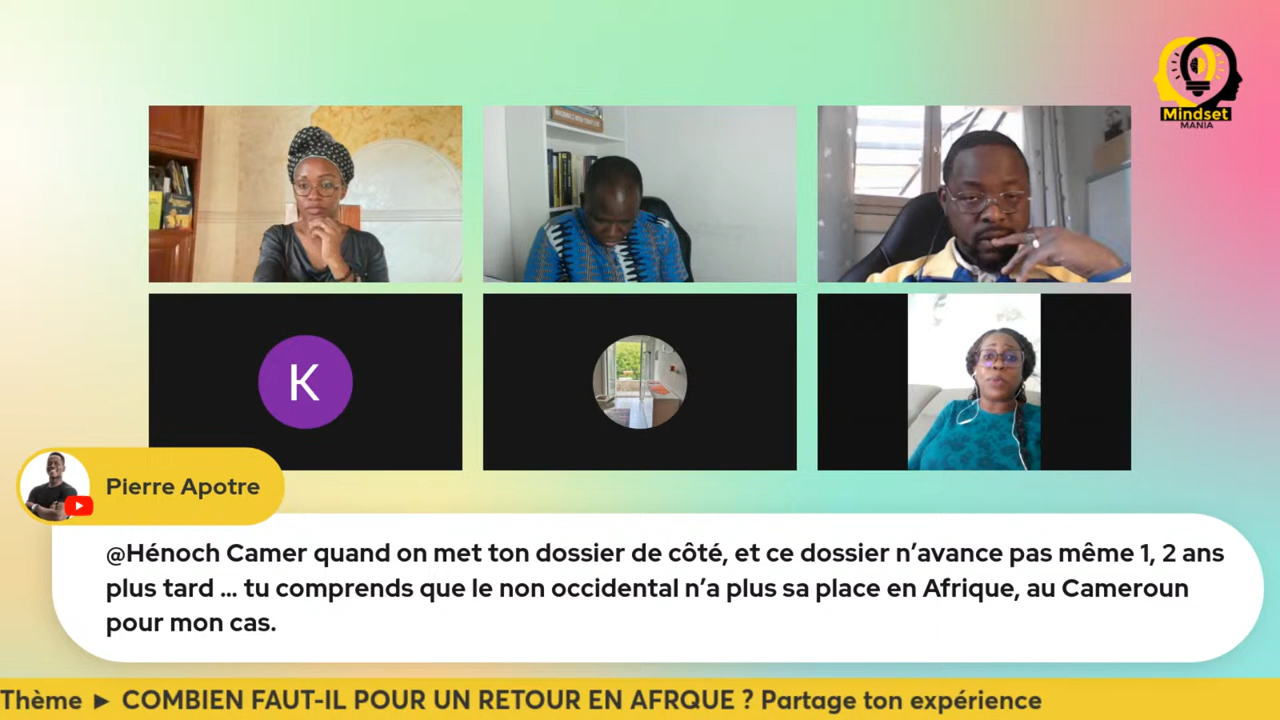 Mindset
MANIA
K
Pierre Apotre
@Hénoch Camer quand on met ton dossier de côté, et ce dossier n’avance pas même 1, 2 ans
plus tard ... tu comprends que le non occidental n’a plus sa place en Afrique, au Cameroun
pour mon cas.
Thème ► COMBIEN FAUT-IL POUR UN RETOUR EN AFRQUE ? Partage ton expérience